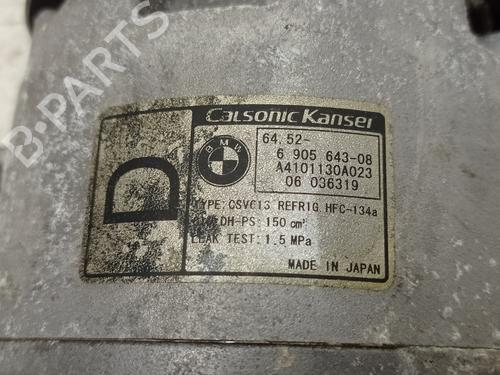 Calsonic Kansei
D
BMW
64.52-
6 905 643-08
A4101130A023
06 036319
TYPE: CSVC13 REFRIG. HFC-134a
DH-PS: 150 cm³
LEAK TEST: 1.5 MPa
MADE IN JAPAN
B-Parts